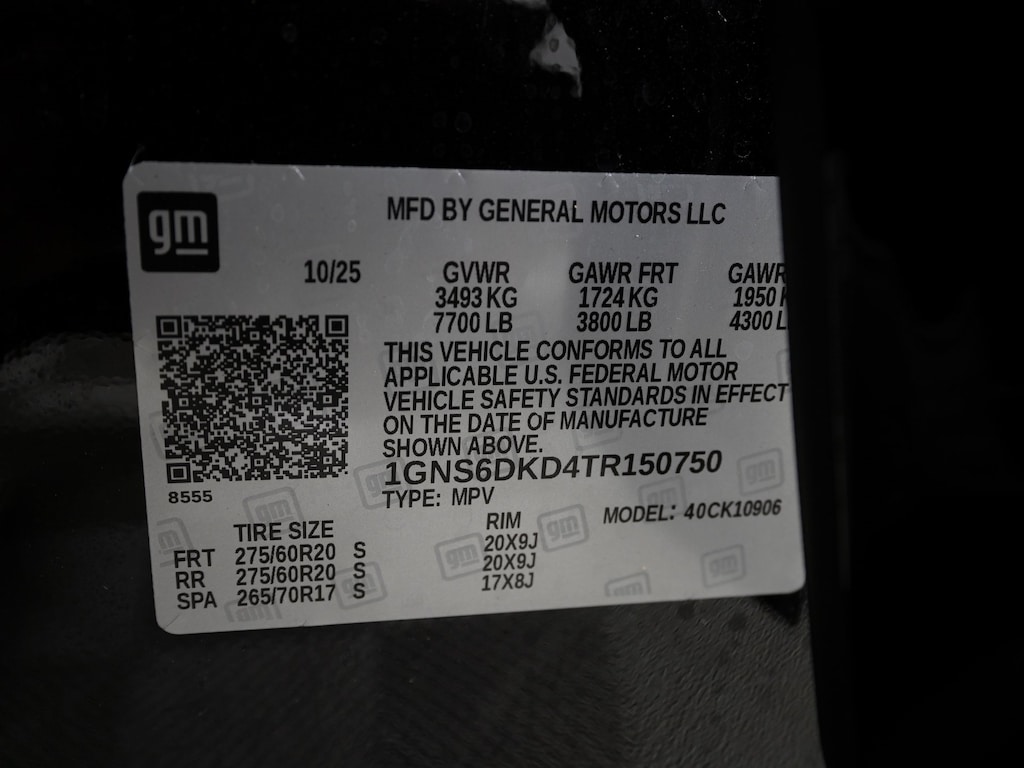 gm
MFD BY GENERAL MOTORS LLC
10/25 GVWR GAWR FRT GAWR
3493 KG 1724 KG 1950
7700 LB 3800 LB 4300
THIS VEHICLE CONFORMS TO ALL
APPLICABLE U.S. FEDERAL MOTOR
VEHICLE SAFETY STANDARDS IN EFFECT
ON THE DATE OF MANUFACTURE
SHOWN ABOVE.
1GNS6DKD4TR150750
8555
TYPE: MPV
MODEL: 40CK10906
TIRE SIZE RIM
FRT 275/60R20 S 20X9J
RR 275/60R20 S 20X9J
SPA 265/70R17 S 17X8J